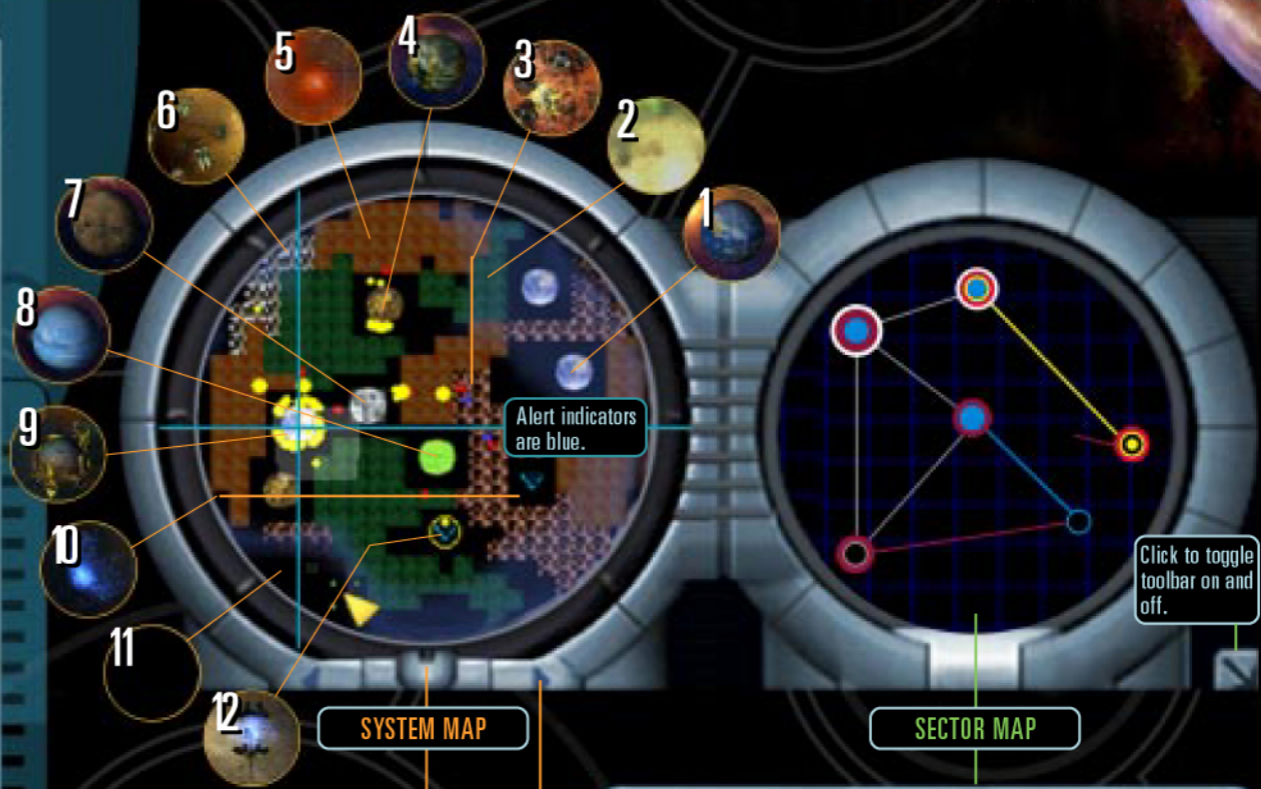 4
5
3
6
2
7
1
8
Alert indicators
are blue.
9
10
Click to toggle
toolbar on and
off.
11
12
SYSTEM MAP
SECTOR MAP